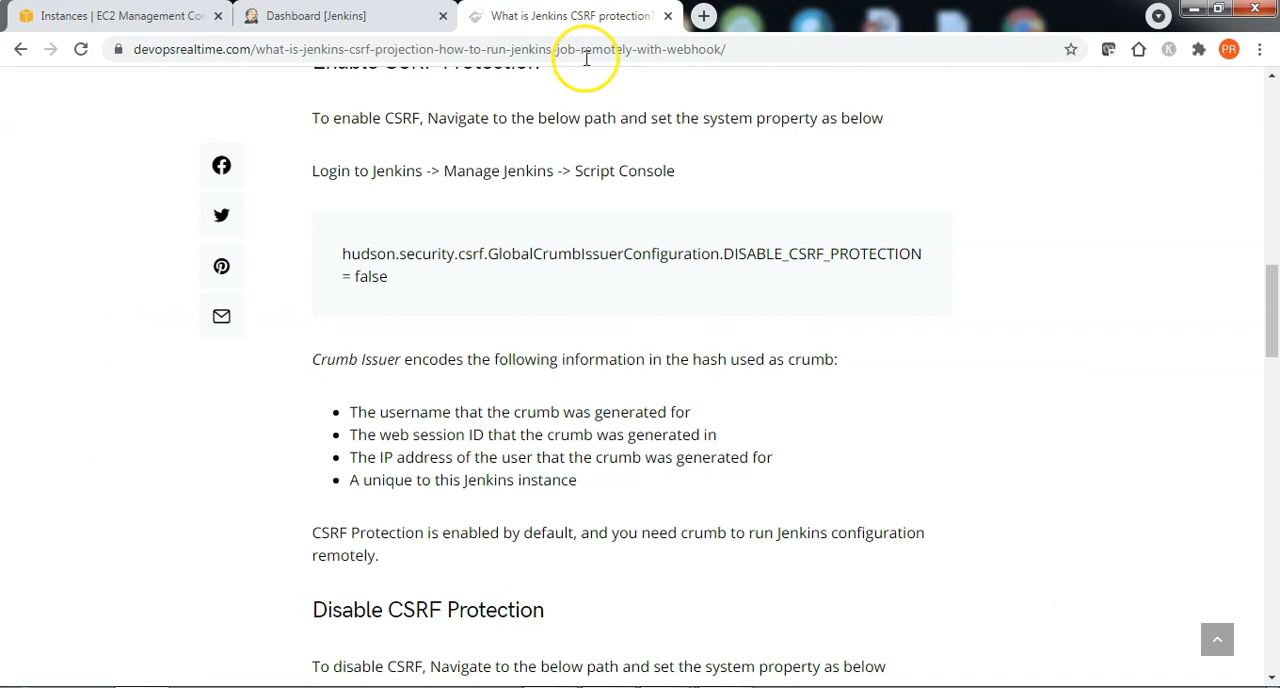 Instances | EC2 Management Con
Dashboard [Jenkins]
What is Jenkins CSRF protection?
devopsrealtime.com/what-is-jenkins-csrf-projection-how-to-run-jenkins-job-remotely-with-webhook/
K
PR
Enable CSRF Protection
To enable CSRF, Navigate to the below path and set the system property as below
Login to Jenkins -> Manage Jenkins -> Script Console
hudson.security.csrf.GlobalCrumbIssuerConfiguration.DISABLE_CSRF_PROTECTION
= false
Crumb Issuer encodes the following information in the hash used as crumb:
• The username that the crumb was generated for
• The web session ID that the crumb was generated in
• The IP address of the user that the crumb was generated for
• A unique to this Jenkins instance
CSRF Protection is enabled by default, and you need crumb to run Jenkins configuration
remotely.
Disable CSRF Protection
To disable CSRF, Navigate to the below path and set the system property as below